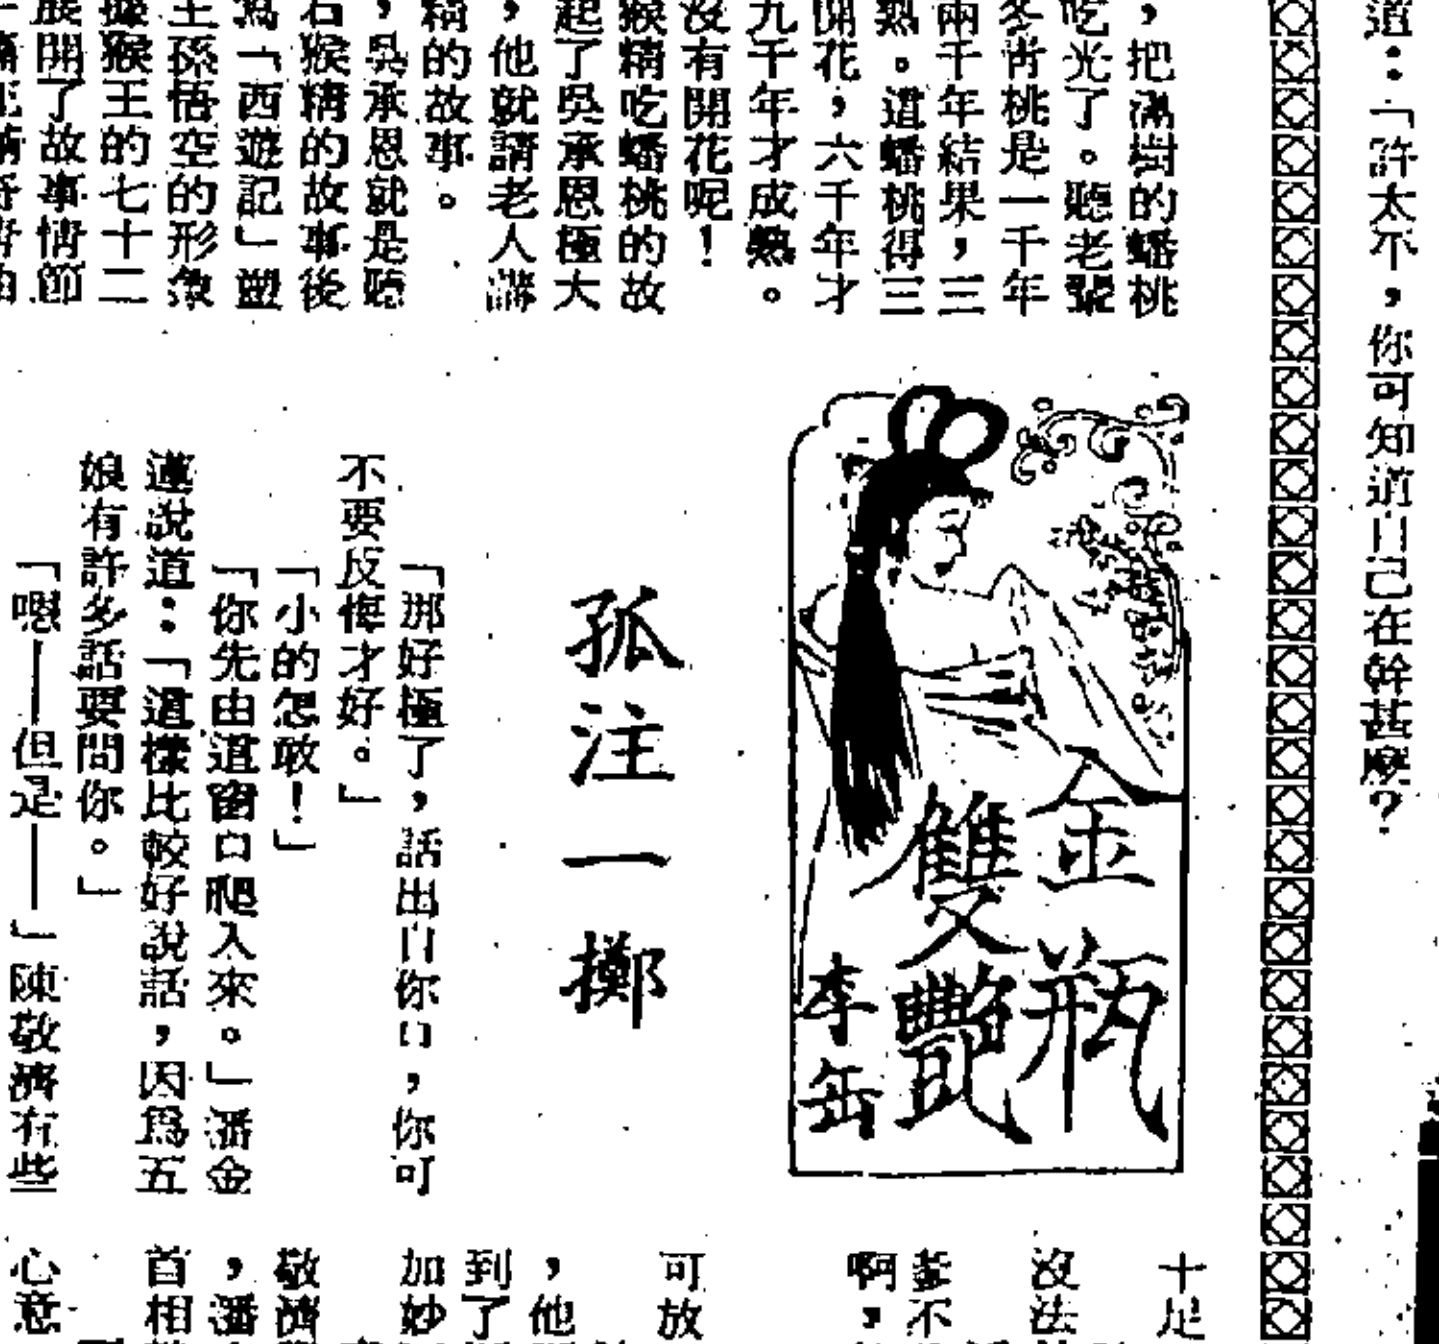 道：「許太不，你可知道自己在幹甚麼？
，把滿樹的蟠桃
吃光了。聽老輩
冬青桃是一千年
兩千年結果，三
熟。這蟠桃得三
開花，六千年才
九千年才成熟。
沒有開花呢！
猴精吃蟠桃的故
起了吳承恩極大
，他就請老人講
精的故事。
，吳承恩就是聽
石猴精的故事後
為「西遊記」塑
王孫悟空的形象
據猴王的七十二
展開了故事情節
金瓶
雙艷
李岳
孤注一擲
「那好極了，話出自你口，你可
不要反悔才好。」
「小的怎敢！」
「你先由這窗口爬入來。」潘金
蓮說道：「這樣比較好說話，因爲五
娘有許多話要問你。」
「嗯——但是——」陳敬濟有些
十足
沒法
不
啊，
可放
，他
到了
加妙
敬濟
，潘
首相
心意